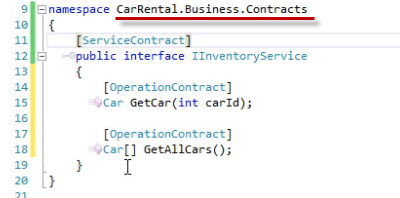 9 namespace CarRental.Business.Contracts
10 {
11 [ServiceContract]
12 public interface IInventoryService
13 {
14 [OperationContract]
15 Car GetCar(int carId);
16
17 [OperationContract]
18 Car[] GetAllCars();
19 }
20 }
21